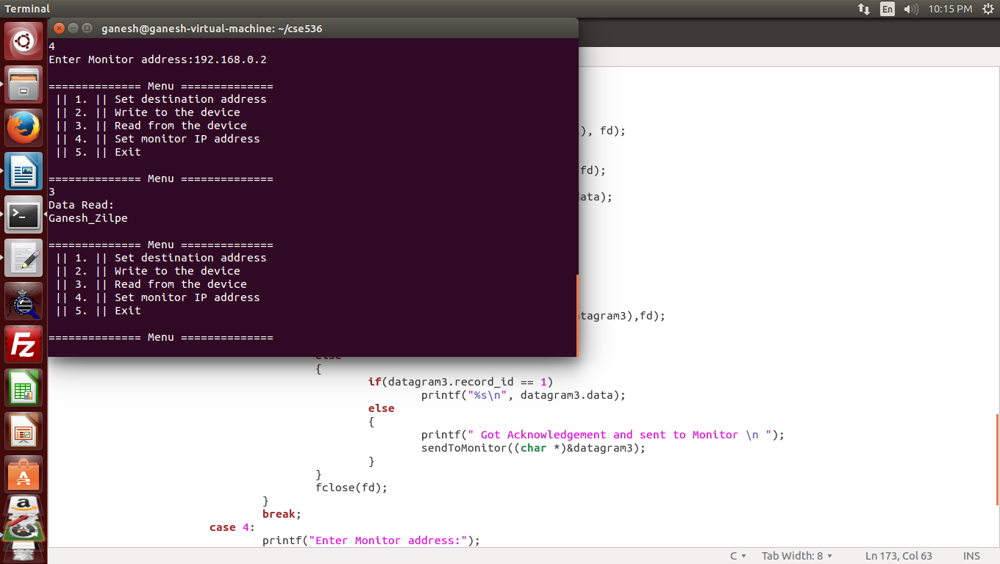 Terminal
En
10:15 PM
ganesh@ganesh-virtual-machine: ~/cse536
4
Enter Monitor address:192.168.0.2
============== Menu ==============
|| 1. || Set destination address
|| 2. || Write to the device
|| 3. || Read from the device
|| 4. || Set monitor IP address
|| 5. || Exit
============== Menu ==============
3
Data Read:
Ganesh_Zilpe
============== Menu ==============
|| 1. || Set destination address
|| 2. || Write to the device
|| 3. || Read from the device
|| 4. || Set monitor IP address
|| 5. || Exit
============== Menu ==============
), fd);
fd);
ata);
tagram3),fd);
else
{
if(datagram3.record_id == 1)
printf("%s\n", datagram3.data);
else
{
printf(" Got Acknowledgement and sent to Monitor \n ");
sendToMonitor((char *)&datagram3);
}
}
fclose(fd);
}
break;
case 4:
printf("Enter Monitor address:");
C
Tab Width: 8
Ln 173, Col 63
INS
>_
Fz
A
a
A